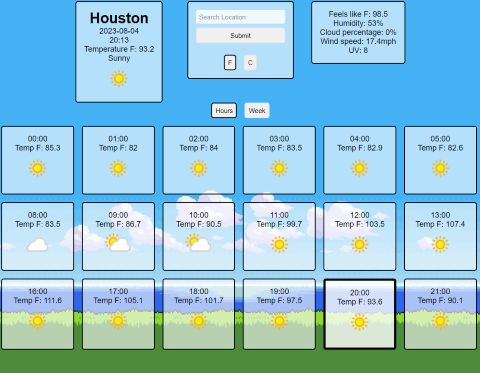 Houston
2023-08-04
20:13
Temperature F: 93.2
Sunny
Search Location
Submit
F
C
Feels like F: 98.5
Humidity: 53%
Cloud percentage: 0%
Wind speed: 17.4mph
UV: 8
Hours
Week
00:00
Temp F: 85.3
01:00
Temp F: 82
02:00
Temp F: 84
03:00
Temp F: 83.5
04:00
Temp F: 82.9
05:00
Temp F: 82.6
08:00
Temp F: 83.5
09:00
Temp F: 86.7
10:00
Temp F: 90.5
11:00
Temp F: 99.7
12:00
Temp F: 103.5
13:00
Temp F: 107.4
16:00
Temp F: 111.6
17:00
Temp F: 105.1
18:00
Temp F: 101.7
19:00
Temp F: 97.5
20:00
Temp F: 93.6
21:00
Temp F: 90.1